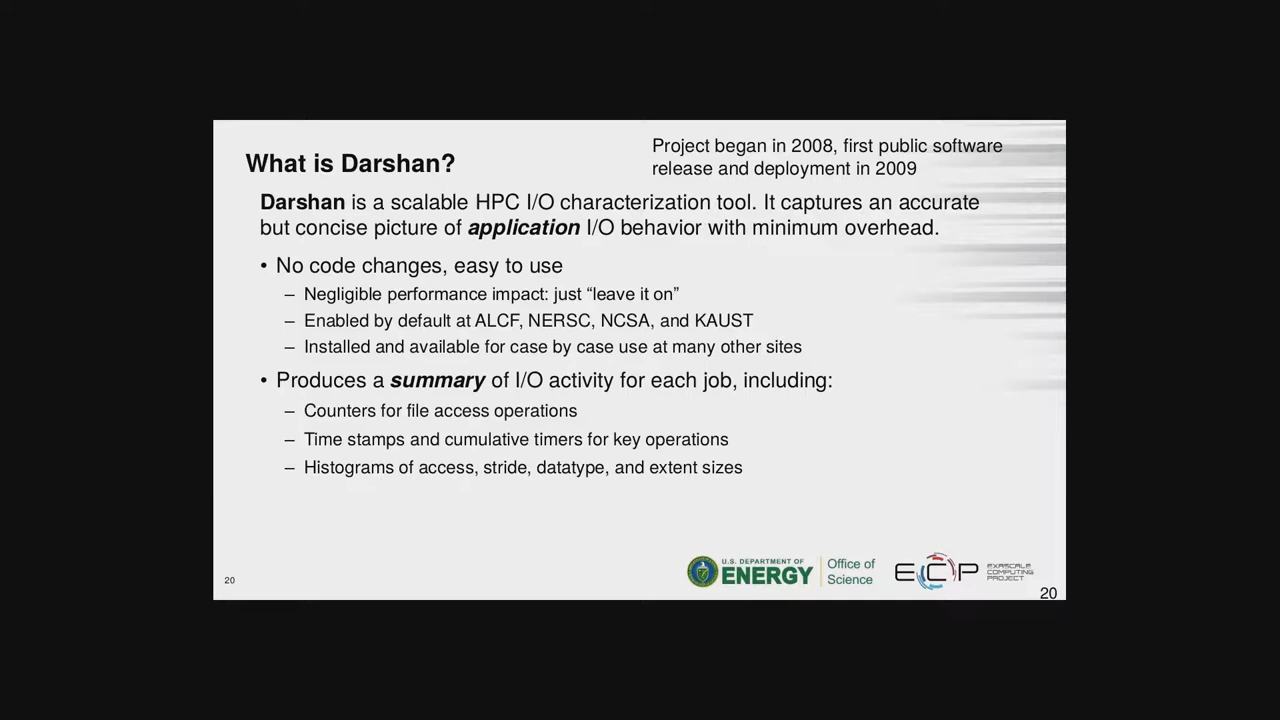 Project began in 2008, first public software
release and deployment in 2009
What is Darshan?
Darshan is a scalable HPC I/O characterization tool. It captures an accurate
but concise picture of application I/O behavior with minimum overhead.
• No code changes, easy to use
– Negligible performance impact: just “leave it on”
– Enabled by default at ALCF, NERSC, NCSA, and KAUST
– Installed and available for case by case use at many other sites
• Produces a summary of I/O activity for each job, including:
– Counters for file access operations
– Time stamps and cumulative timers for key operations
– Histograms of access, stride, datatype, and extent sizes
20
U.S. DEPARTMENT OF
ENERGY
Office of
Science
ECP
EXASCALE
COMPUTING
PROJECT
20